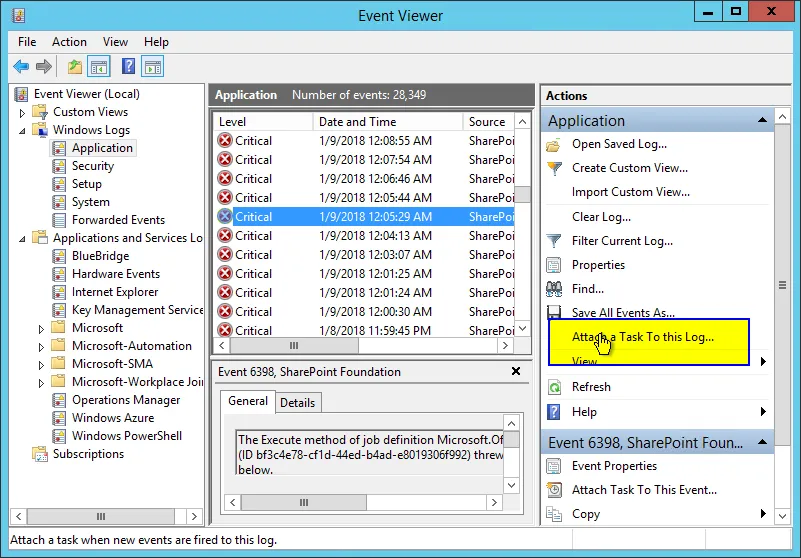 Event Viewer
File Action View Help
Event Viewer (Local)
Custom Views
Windows Logs
Application
Security
Setup
System
Forwarded Events
Applications and Services Lo
BlueBridge
Hardware Events
Internet Explorer
Key Management Service
Microsoft
Microsoft-Automation
Microsoft-SMA
Microsoft-Workplace Join
Operations Manager
Windows Azure
Windows PowerShell
Subscriptions
Application Number of events: 28,349
Level Date and Time Source
Critical 1/9/2018 12:08:55 AM SharePoi
Critical 1/9/2018 12:07:54 AM SharePoi
Critical 1/9/2018 12:06:46 AM SharePoi
Critical 1/9/2018 12:05:44 AM SharePoi
Critical 1/9/2018 12:05:29 AM SharePoi
Critical 1/9/2018 12:04:13 AM SharePoi
Critical 1/9/2018 12:03:07 AM SharePoi
Critical 1/9/2018 12:01:25 AM SharePoi
Critical 1/9/2018 12:01:24 AM SharePoi
Critical 1/9/2018 12:00:30 AM SharePoi
Critical 1/8/2018 11:59:45 PM SharePoi
Event 6398, SharePoint Foundation
General Details
The Execute method of job definition Microsoft.Of
(ID bf3c4e78-cf1d-44ed-b4ad-e8019306f992) threw
below.
Actions
Application
Open Saved Log...
Create Custom View...
Import Custom View...
Clear Log...
Filter Current Log...
Properties
Find...
Save All Events As...
Attach a Task To this Log...
View
Refresh
Help
Event 6398, SharePoint Foun...
Event Properties
Attach Task To This Event...
Copy
Attach a task when new events are fired to this log.